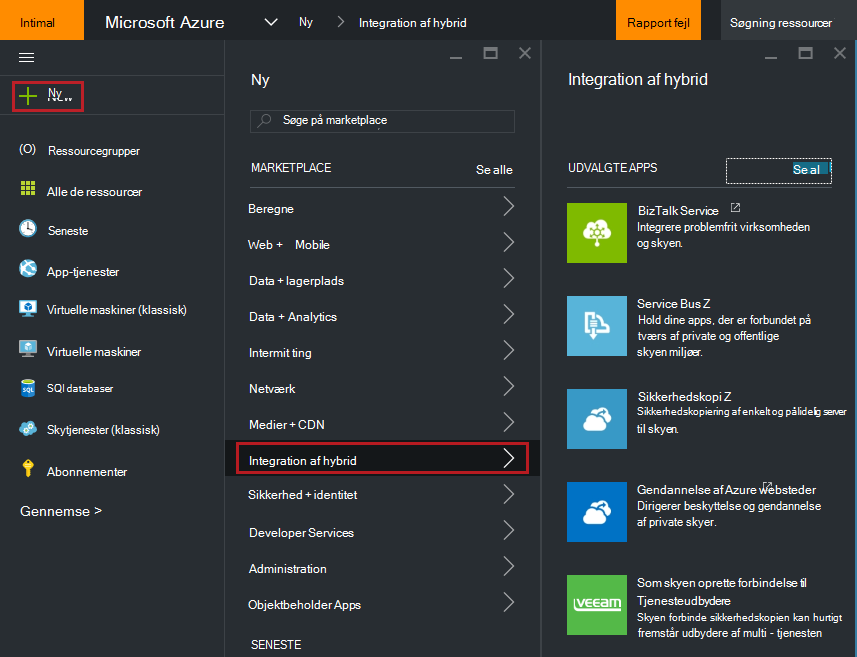 Intimal
Microsoft Azure
Ny
Integration af hybrid
Rapport fejl
Søgning ressourcer
Ny
Ressourcegrupper
Alle de ressourcer
Seneste
App-tjenester
Virtuelle maskiner (klassisk)
Virtuelle maskiner
SQL
SQl databaser
Skytjenester (klassisk)
Abonnementer
Gennemse >
Ny
Søge på marketplace
MARKETPLACE
Se alle
Beregne
Web + Mobile
Data + lagerplads
Data + Analytics
Intermit ting
Netværk
Medier + CDN
Integration af hybrid
Sikkerhed + identitet
Developer Services
Administration
Objektbeholder Apps
SENESTE
Integration af hybrid
UDVALGTE APPS
Se al
BizTalk Service
Integrere problemfrit virksomheden
og skyen.
Service Bus Z
Hold dine apps, der er forbundet på
tværs af private og offentlige
skyen miljøer.
Sikkerhedskopi Z
Sikkerhedskopiering af enkelt og pålidelig server
til skyen.
Gendannelse af Azure websteder
Dirigerer beskyttelse og gendannelse
af private skyer.
veeam
Som skyen oprette forbindelse til
Tjenesteudbydere
Skyen forbinde sikkerhedskopien kan hurtigt
fremstår udbydere af multi - tjenesten